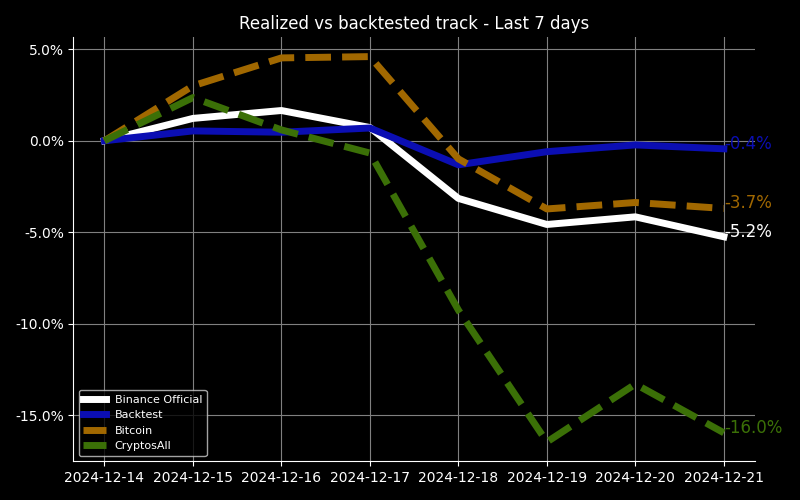 Realized vs backtested track - Last 7 days
5.0%
0.0%
-5.0%
-10.0%
-15.0%
-0.4%
-3.7%
-5.2%
-16.0%
Binance Official
Backtest
Bitcoin
CryptosAll
2024-12-14 2024-12-15 2024-12-16 2024-12-17 2024-12-18 2024-12-19 2024-12-20 2024-12-21